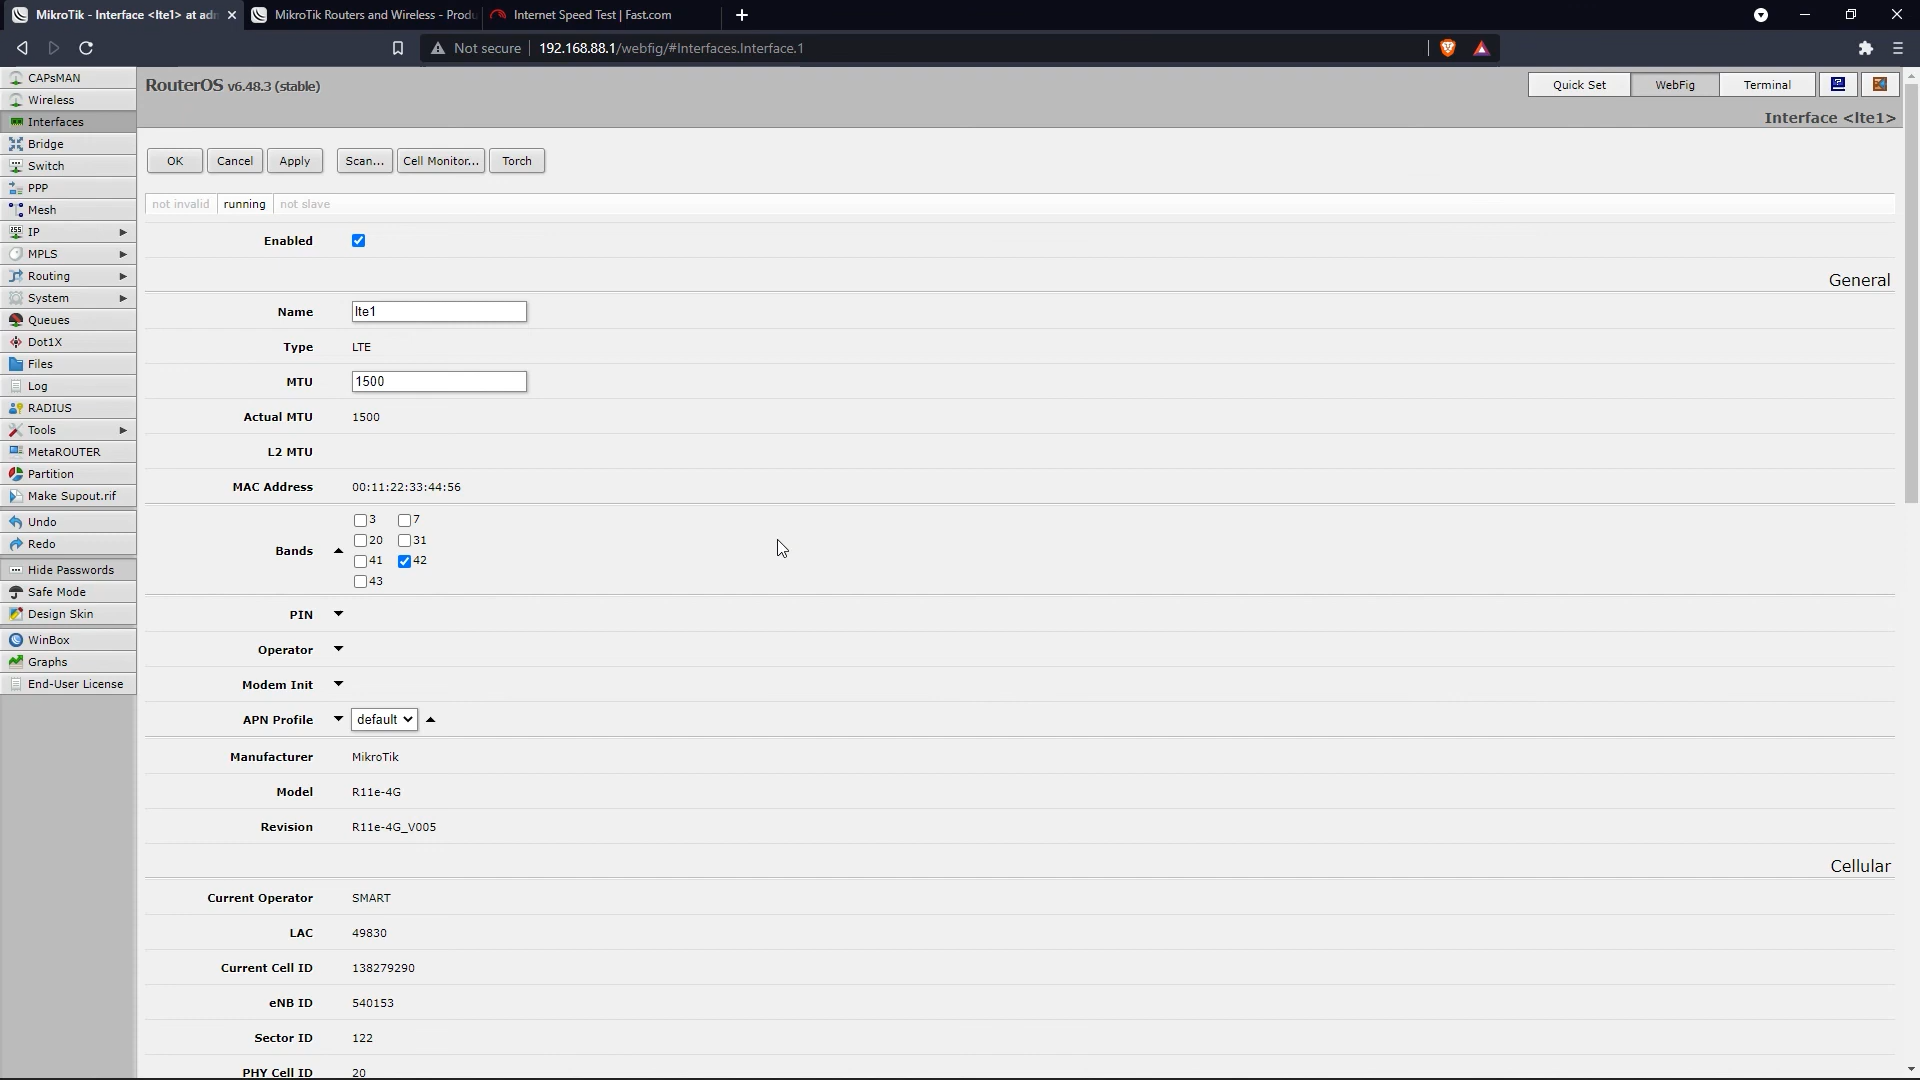 MikroTik - Interface <lte1> at adm
MikroTik Routers and Wireless - Produ
Internet Speed Test | Fast.com
Not secure 192.168.88.1/webfig/#Interfaces.Interface.1
CAPsMAN
Wireless
Interfaces
Bridge
Switch
PPP
Mesh
IP
MPLS
Routing
System
Queues
Dot1X
Files
Log
RADIUS
Tools
MetaROUTER
Partition
Make Supout.rif
Undo
Redo
Hide Passwords
Safe Mode
Design Skin
WinBox
Graphs
End-User License
RouterOS v6.48.3 (stable)
Quick Set WebFig Terminal
Interface <lte1>
OK Cancel Apply Scan... Cell Monitor... Torch
not invalid running not slave
Enabled
General
Name lte1
Type LTE
MTU 1500
Actual MTU 1500
L2 MTU
MAC Address 00:11:22:33:44:56
Bands
3 7
20 31
41 42
43
PIN
Operator
Modem Init
APN Profile default
Manufacturer MikroTik
Model R11e-4G
Revision R11e-4G_V005
Cellular
Current Operator SMART
LAC 49830
Current Cell ID 138279290
eNB ID 540153
Sector ID 122
PHY Cell ID 20